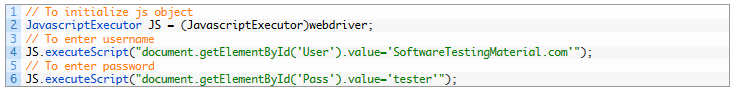 1 // To initialize js object
2 JavascriptExecutor JS = (JavascriptExecutor)webdriver;
3 // To enter username
4 JS.executeScript("document.getElementById('User').value='SoftwareTestingMaterial.com'");
5 // To enter password
6 JS.executeScript("document.getElementById('Pass').value='tester'");